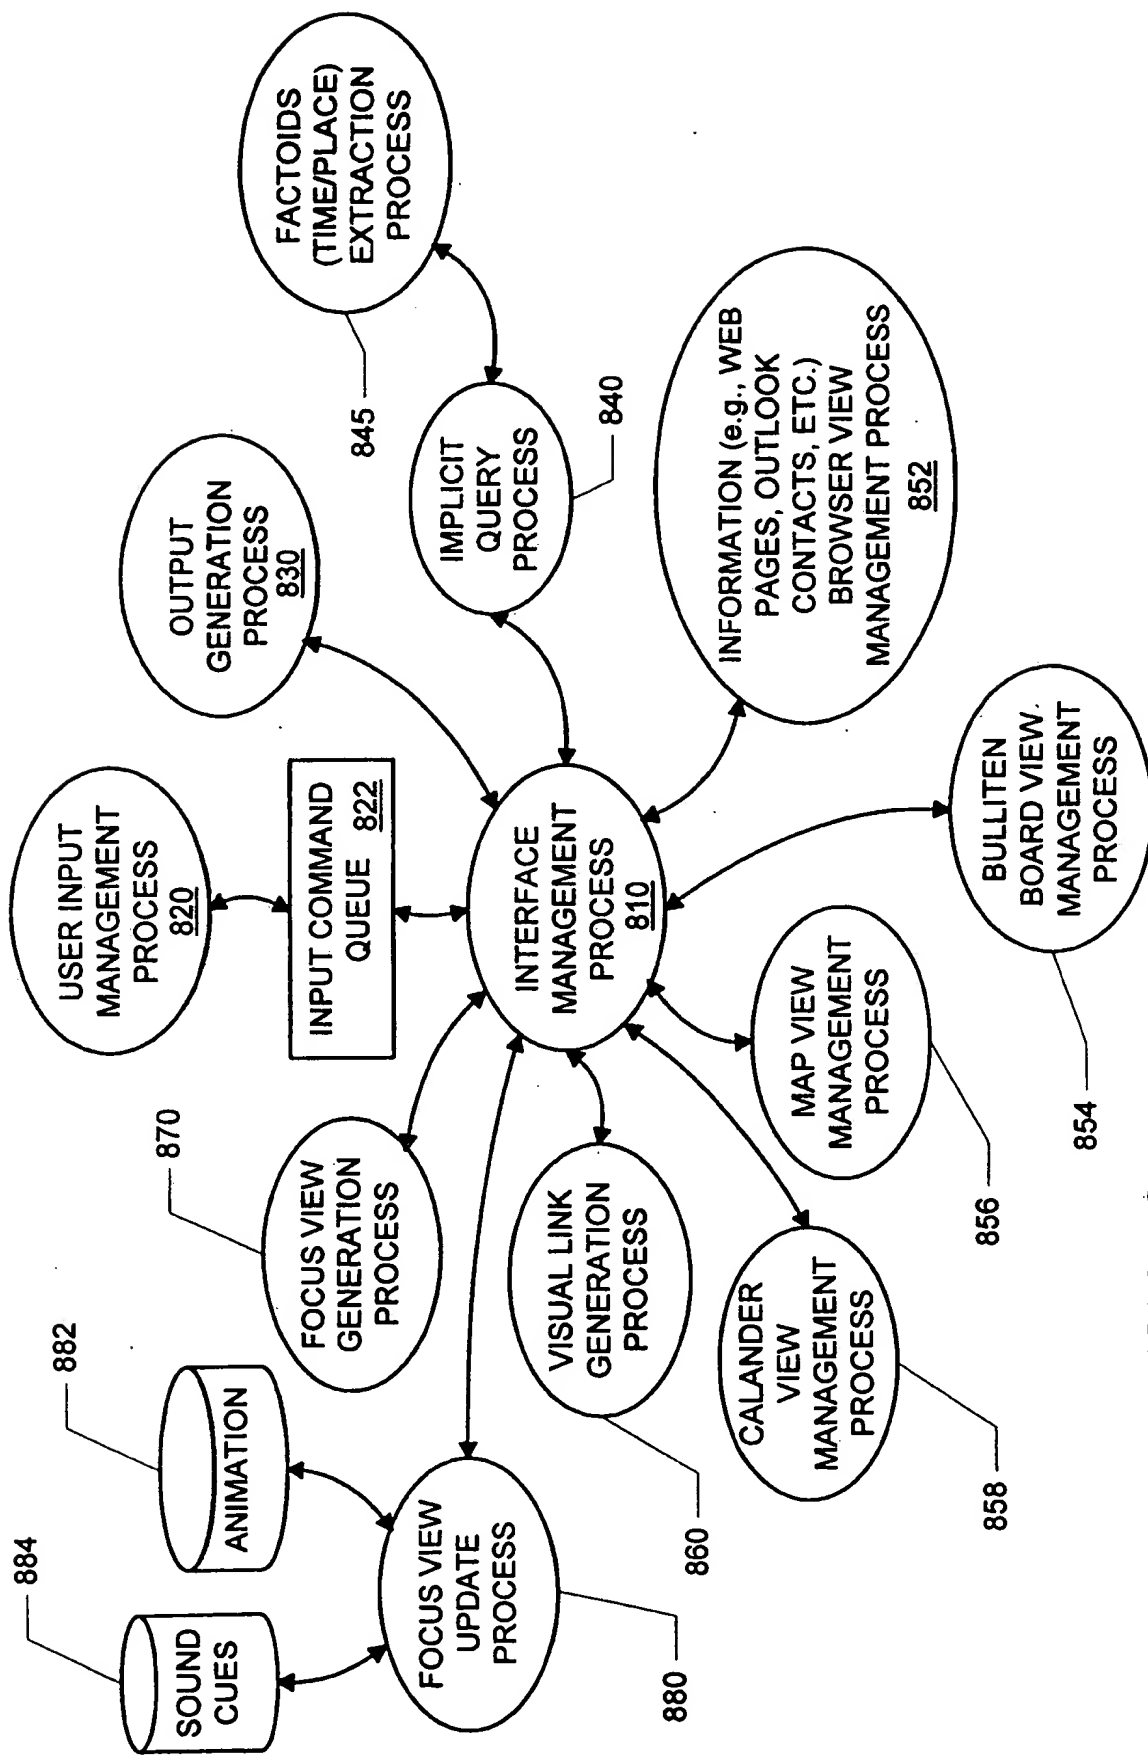 884
SOUND
CUES
882
ANIMATION
FOCUS VIEW
UPDATE
PROCESS
880
870
FOCUS VIEW
GENERATION
PROCESS
USER INPUT
MANAGEMENT
PROCESS
820
INPUT COMMAND
QUEUE 822
OUTPUT
GENERATION
PROCESS
830
845
FACTOIDS
(TIME/PLACE)
EXTRACTION
PROCESS
IMPLICIT
QUERY
PROCESS
840
INTERFACE
MANAGEMENT
PROCESS
810
VISUAL LINK
GENERATION
PROCESS
860
CALANDER
VIEW
MANAGEMENT
PROCESS
858
MAP VIEW
MANAGEMENT
PROCESS
856
BULLITEN
BOARD VIEW
MANAGEMENT
PROCESS
854
INFORMATION (e.g., WEB
PAGES, OUTLOOK
CONTACTS, ETC.)
BROWSER VIEW
MANAGEMENT PROCESS
852